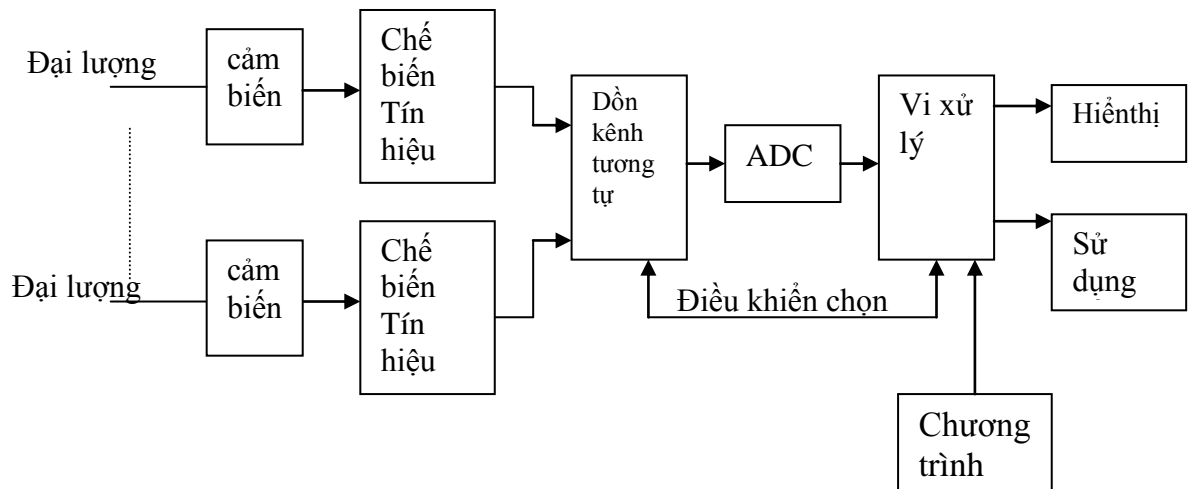 Đại lượng
cảm
biến
Chế
biến
Tín
hiệu
Dồn
kênh
tương
tự
ADC
Vi xử
lý
Hiểnthị
Sử
dụng
Đại lượng
cảm
biến
Chế
biến
Tín
hiệu
Điều khiển chọn
Chương
trình